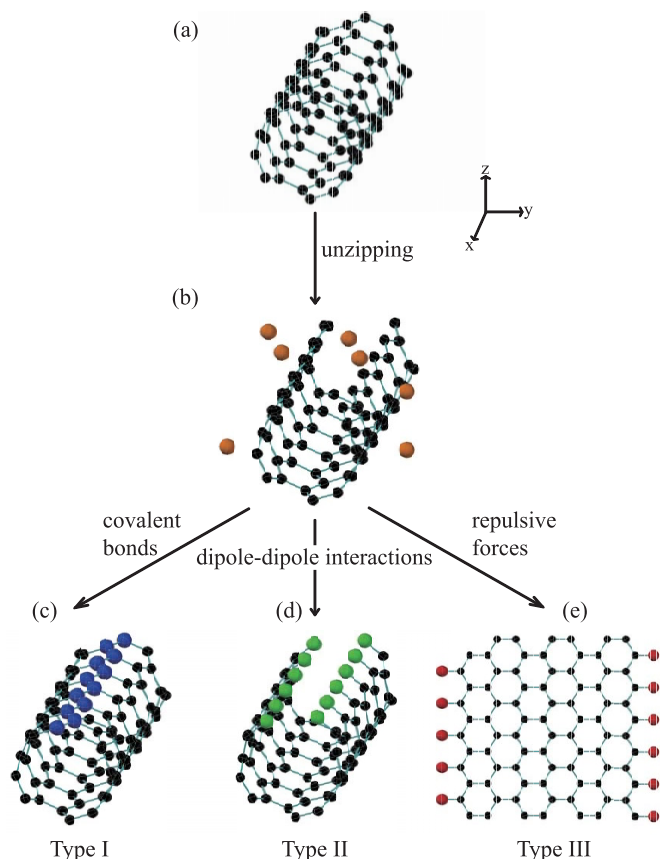 (a)
z
y
x
unzipping
(b)
covalent
bonds
dipole-dipole interactions
repulsive
forces
(c)
(d)
(e)
Type I
Type II
Type III